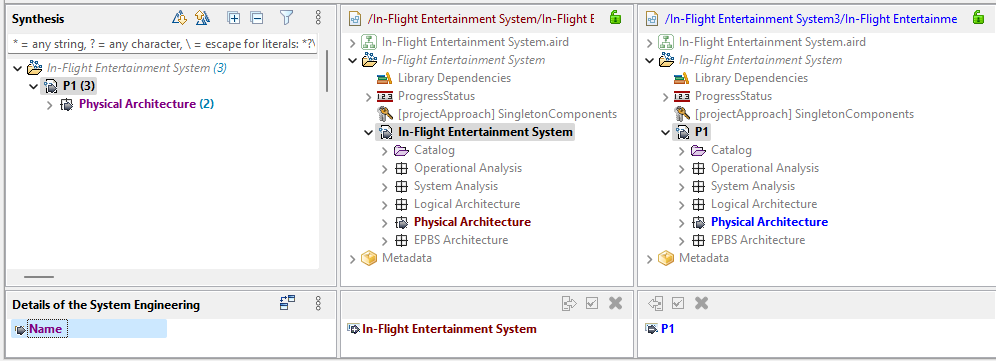 Synthesis
* = any string, ? = any character, \ = escape for literals: *?\
In-Flight Entertainment System (3)
P1 (3)
Physical Architecture (2)
/In-Flight Entertainment System/In-Flight E
In-Flight Entertainment System.aird
In-Flight Entertainment System
Library Dependencies
ProgressStatus
[projectApproach] SingletonComponents
In-Flight Entertainment System
Catalog
Operational Analysis
System Analysis
Logical Architecture
Physical Architecture
EPBS Architecture
Metadata
/In-Flight Entertainment System3/In-Flight Entertainme
In-Flight Entertainment System.aird
In-Flight Entertainment System
Library Dependencies
ProgressStatus
[projectApproach] SingletonComponents
P1
Catalog
Operational Analysis
System Analysis
Logical Architecture
Physical Architecture
EPBS Architecture
Metadata
Details of the System Engineering
Name
In-Flight Entertainment System
P1